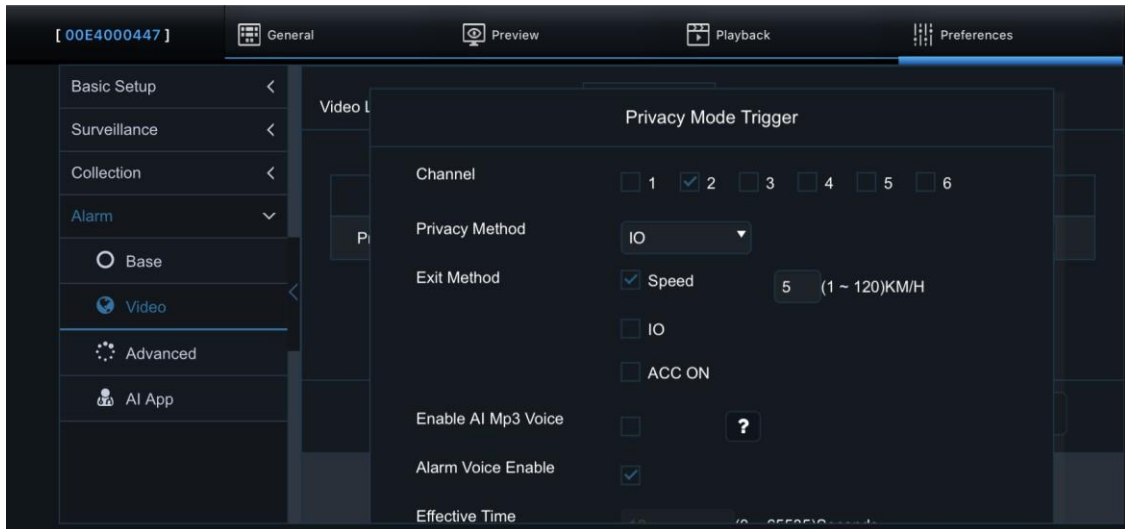 [ 00E4000447 ] General Preview Playback Preferences
Basic Setup
Surveillance
Collection
Alarm
Base
Video
Advanced
AI App
Video L
Privacy Mode Trigger
Channel 1 2 3 4 5 6
Privacy Method IO
Exit Method Speed 5 (1 ~ 120)KM/H
IO
ACC ON
Enable AI Mp3 Voice ?
Alarm Voice Enable
Effective Time